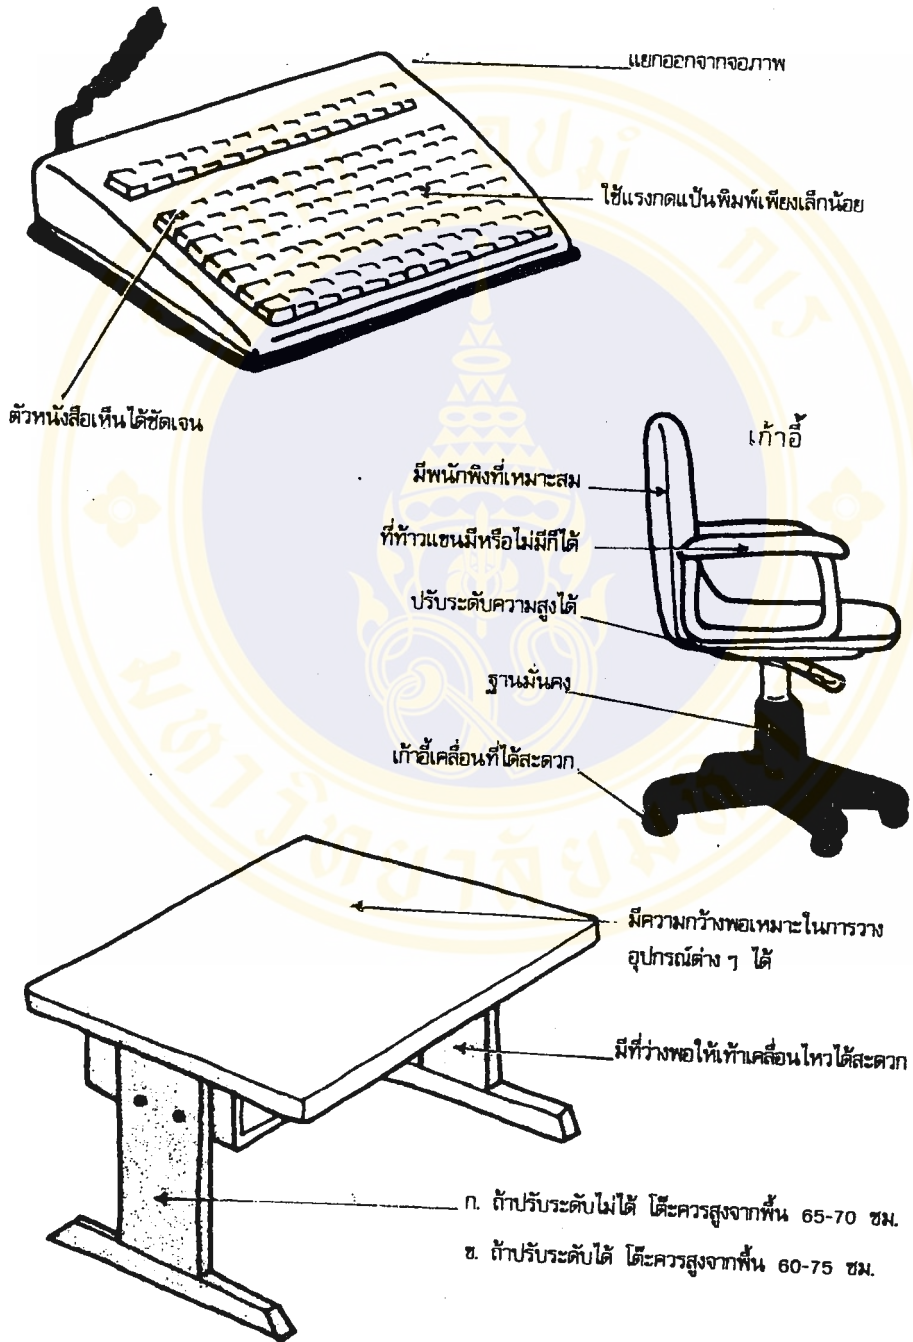 แยกออกจากจอภาพ
ใช้แรงกดแป้นพิมพ์เพียงเล็กน้อย
ตัวหนังสือเห็นได้ชัดเจน
เก้าอี้
มีพนักพิงที่เหมาะสม
ที่ท้าวแขนมีหรือไม่มีก็ได้
ปรับระดับความสูงได้
ฐานมั่นคง
เก้าอี้เคลื่อนที่ได้สะดวก
มีความกว้างพอเหมาะในการวาง
อุปกรณ์ต่าง ๆ ได้
มีที่ว่างพอให้เท้าเคลื่อนไหวได้สะดวก
ก. ถ้าปรับระดับไม่ได้ โต๊ะควรสูงจากพื้น 65-70 ซม.
ข. ถ้าปรับระดับได้ โต๊ะควรสูงจากพื้น 60-75 ซม.